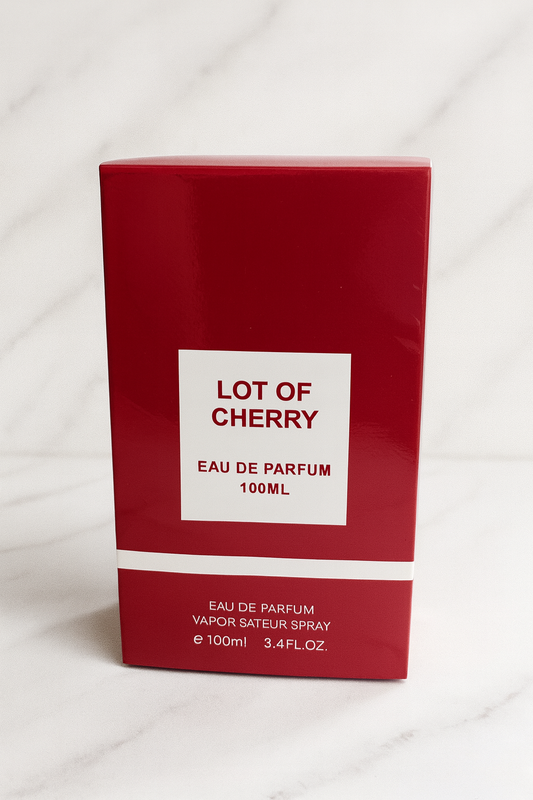 LOT OF
CHERRY
EAU DE PARFUM
100ML
EAU DE PARFUM
VAPOR SATEUR SPRAY
e 100ml 3.4FL.OZ.